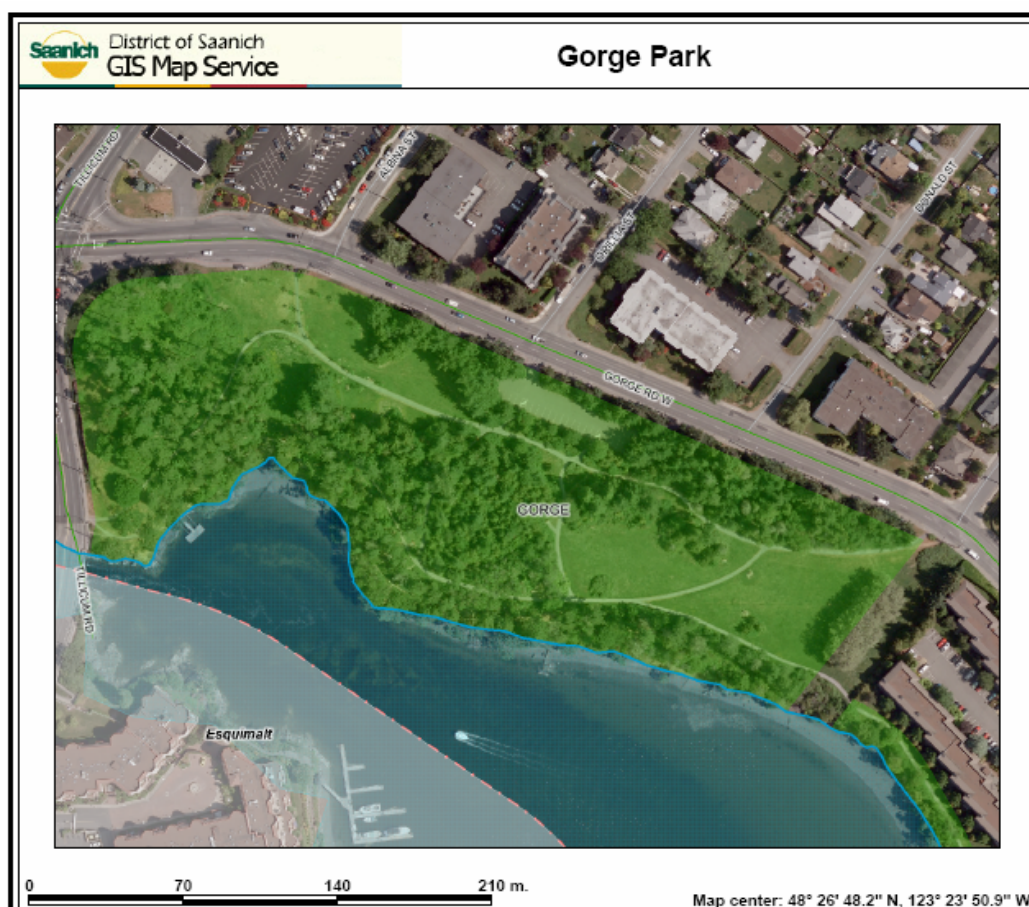 Saanich
District of Saanich
GIS Map Service
Gorge Park
TILLICUM RD
ALBINA ST
ORILLIA ST
DONALD ST
GORGE RD W
GORGE
TILLICUM RD
Esquimalt
0 70 140 210 m.
Map center: 48° 26' 48.2" N, 123° 23' 50.9" W